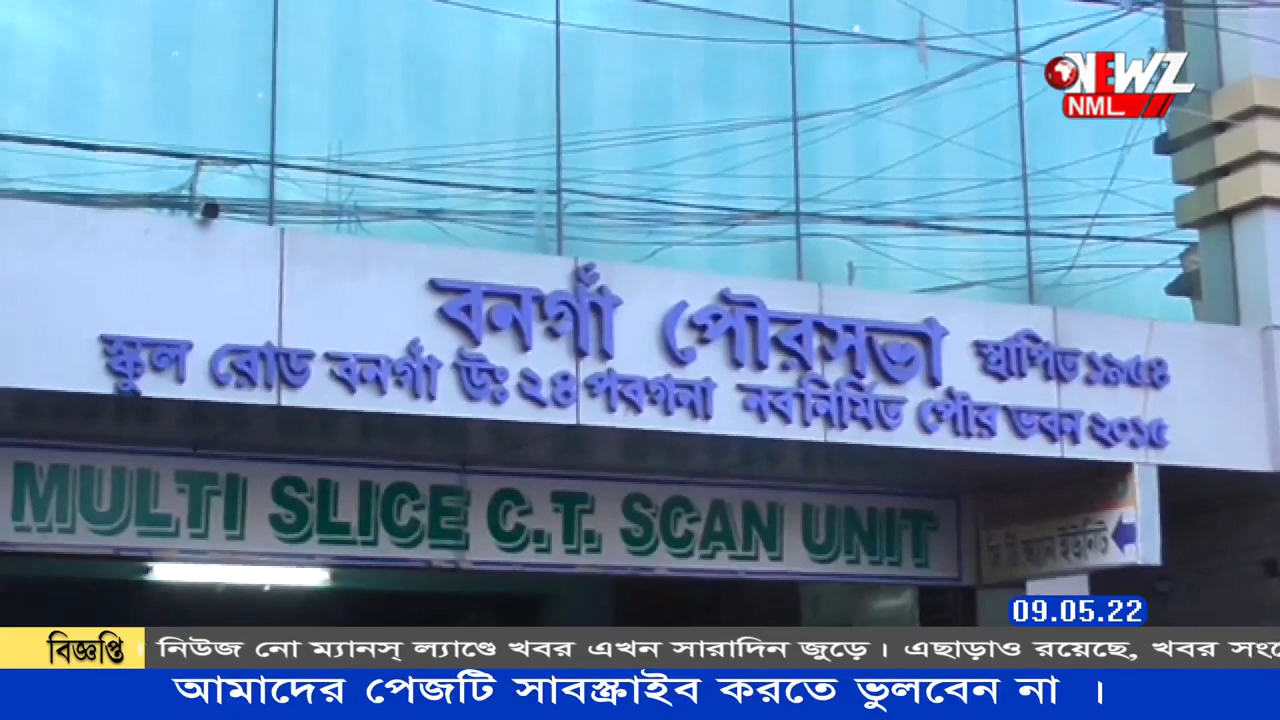 NEWZ
NML
বনগাঁ পৌরসভা স্থাপিত ১৯৫৪
স্কুল রোড বনগাঁ উঃ ২৪ পরগনা নবনির্মিত পৌর ভবন ২০১৫
MULTI SLICE C.T. SCAN UNIT
সি টি স্ক্যান ইউনিট
09.05.22
বিজ্ঞপ্তি নিউজ নো ম্যানস্ ল্যাণ্ডে খবর এখন সারাদিন জুড়ে। এছাড়াও রয়েছে, খবর
আমাদের পেজটি সাবস্ক্রাইব করতে ভুলবেন না ।